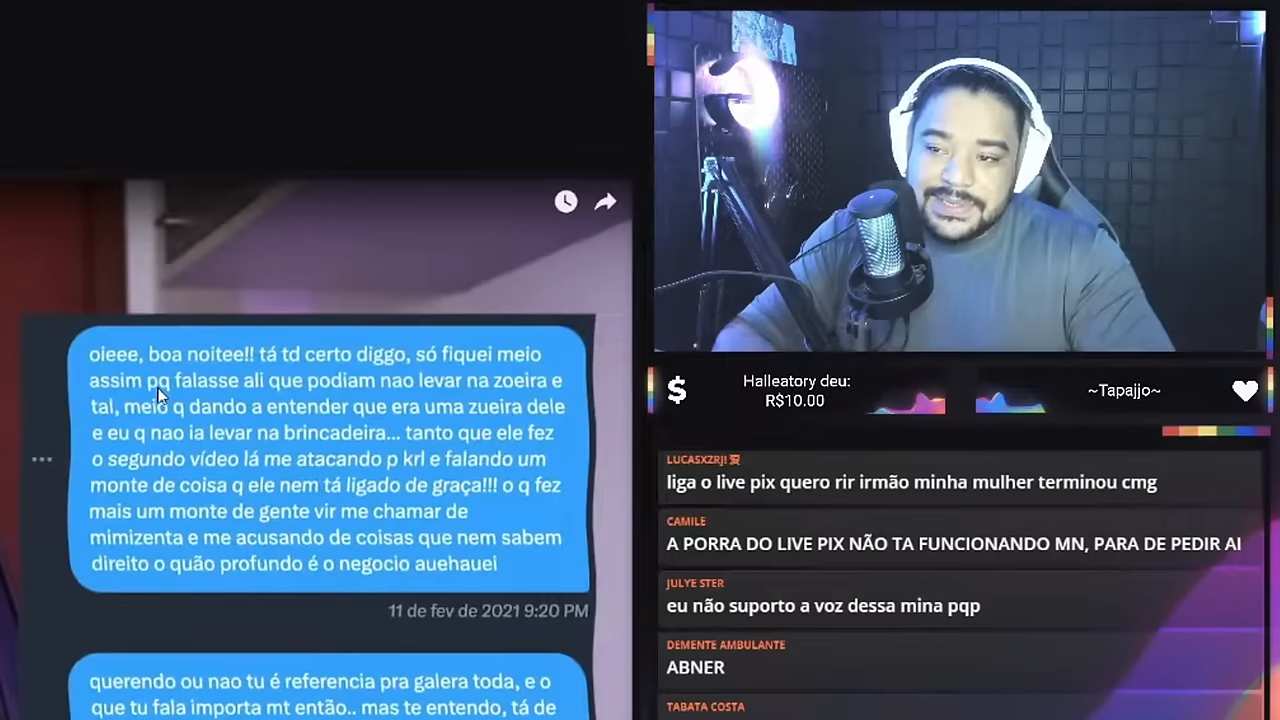 oieee, boa noitee!! tá td certo diggo, só fiquei meio
assim pq falasse ali que podiam nao levar na zoeira e
tal, meio q dando a entender que era uma zueira dele
e eu q nao ia levar na brincadeira... tanto que ele fez
o segundo vídeo lá me atacando p krl e falando um
monte de coisa q ele nem tá ligado de graça!!! o q fez
mais um monte de gente vir me chamar de
mimizenta e me acusando de coisas que nem sabem
direito o quão profundo é o negocio auehauei
11 de fev de 2021 9:20 PM
querendo ou nao tu é referencia pra galera toda, e o
que tu fala importa mt então.. mas te entendo, tá de
$
Halleatory deu:
R$10.00
~Tapajjo~
LUCASXZRJ!
liga o live pix quero rir irmão minha mulher terminou cmg
CAMILE
A PORRA DO LIVE PIX NÃO TA FUNCIONANDO MN, PARA DE PEDIR AI
JULYE STER
eu não suporto a voz dessa mina pqp
DEMENTE AMBULANTE
ABNER
TABATA COSTA